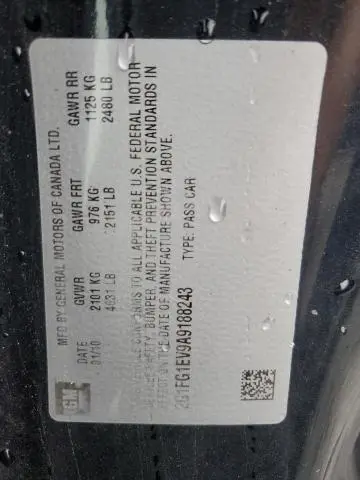 MFD BY GENERAL MOTORS OF CANADA LTD.
DATE GVWR GAWR FRT GAWR RR
01/10 2101 KG 976 KG 1125 KG
4631 LB 2151 LB 2480 LB
GM
THIS VEHICLE CONFORMS TO ALL APPLICABLE U.S. FEDERAL MOTOR
VEHICLE SAFETY, BUMPER, AND THEFT PREVENTION STANDARDS IN
EFFECT ON THE DATE OF MANUFACTURE SHOWN ABOVE.
2G1FG1EV9A9188243 TYPE: PASS CAR